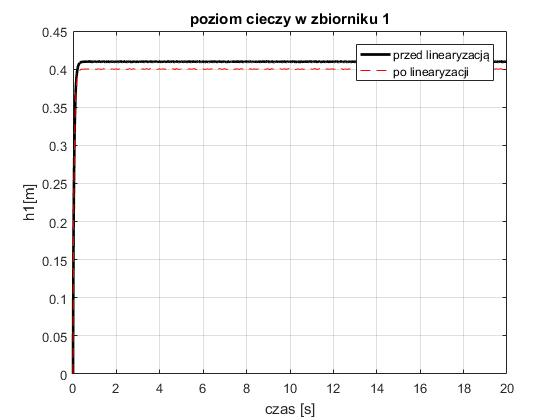 poziom cieczy w zbiorniku 1
przed linearyzacją
po linearyzacji
h1[m]
0.45
0.4
0.35
0.3
0.25
0.2
0.15
0.1
0.05
0
0 2 4 6 8 10 12 14 16 18 20
czas [s]